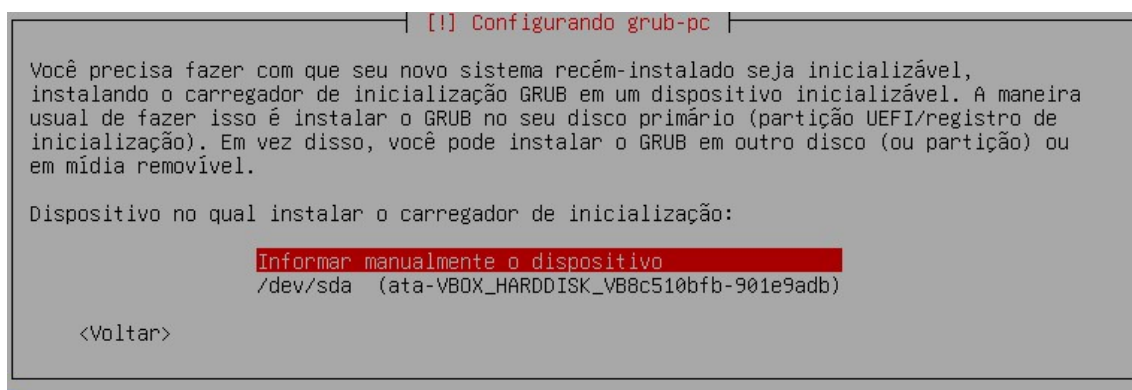 [!] Configurando grub-pc
Você precisa fazer com que seu novo sistema recém-instalado seja inicializável,
instalando o carregador de inicialização GRUB em um dispositivo inicializável. A maneira
usual de fazer isso é instalar o GRUB no seu disco primário (partição UEFI/registro de
inicialização). Em vez disso, você pode instalar o GRUB em outro disco (ou partição) ou
em mídia removível.
Dispositivo no qual instalar o carregador de inicialização:
Informar manualmente o dispositivo
/dev/sda (ata-VBOX_HARDDISK_VB8c510bfb-901e9adb)
<Voltar>